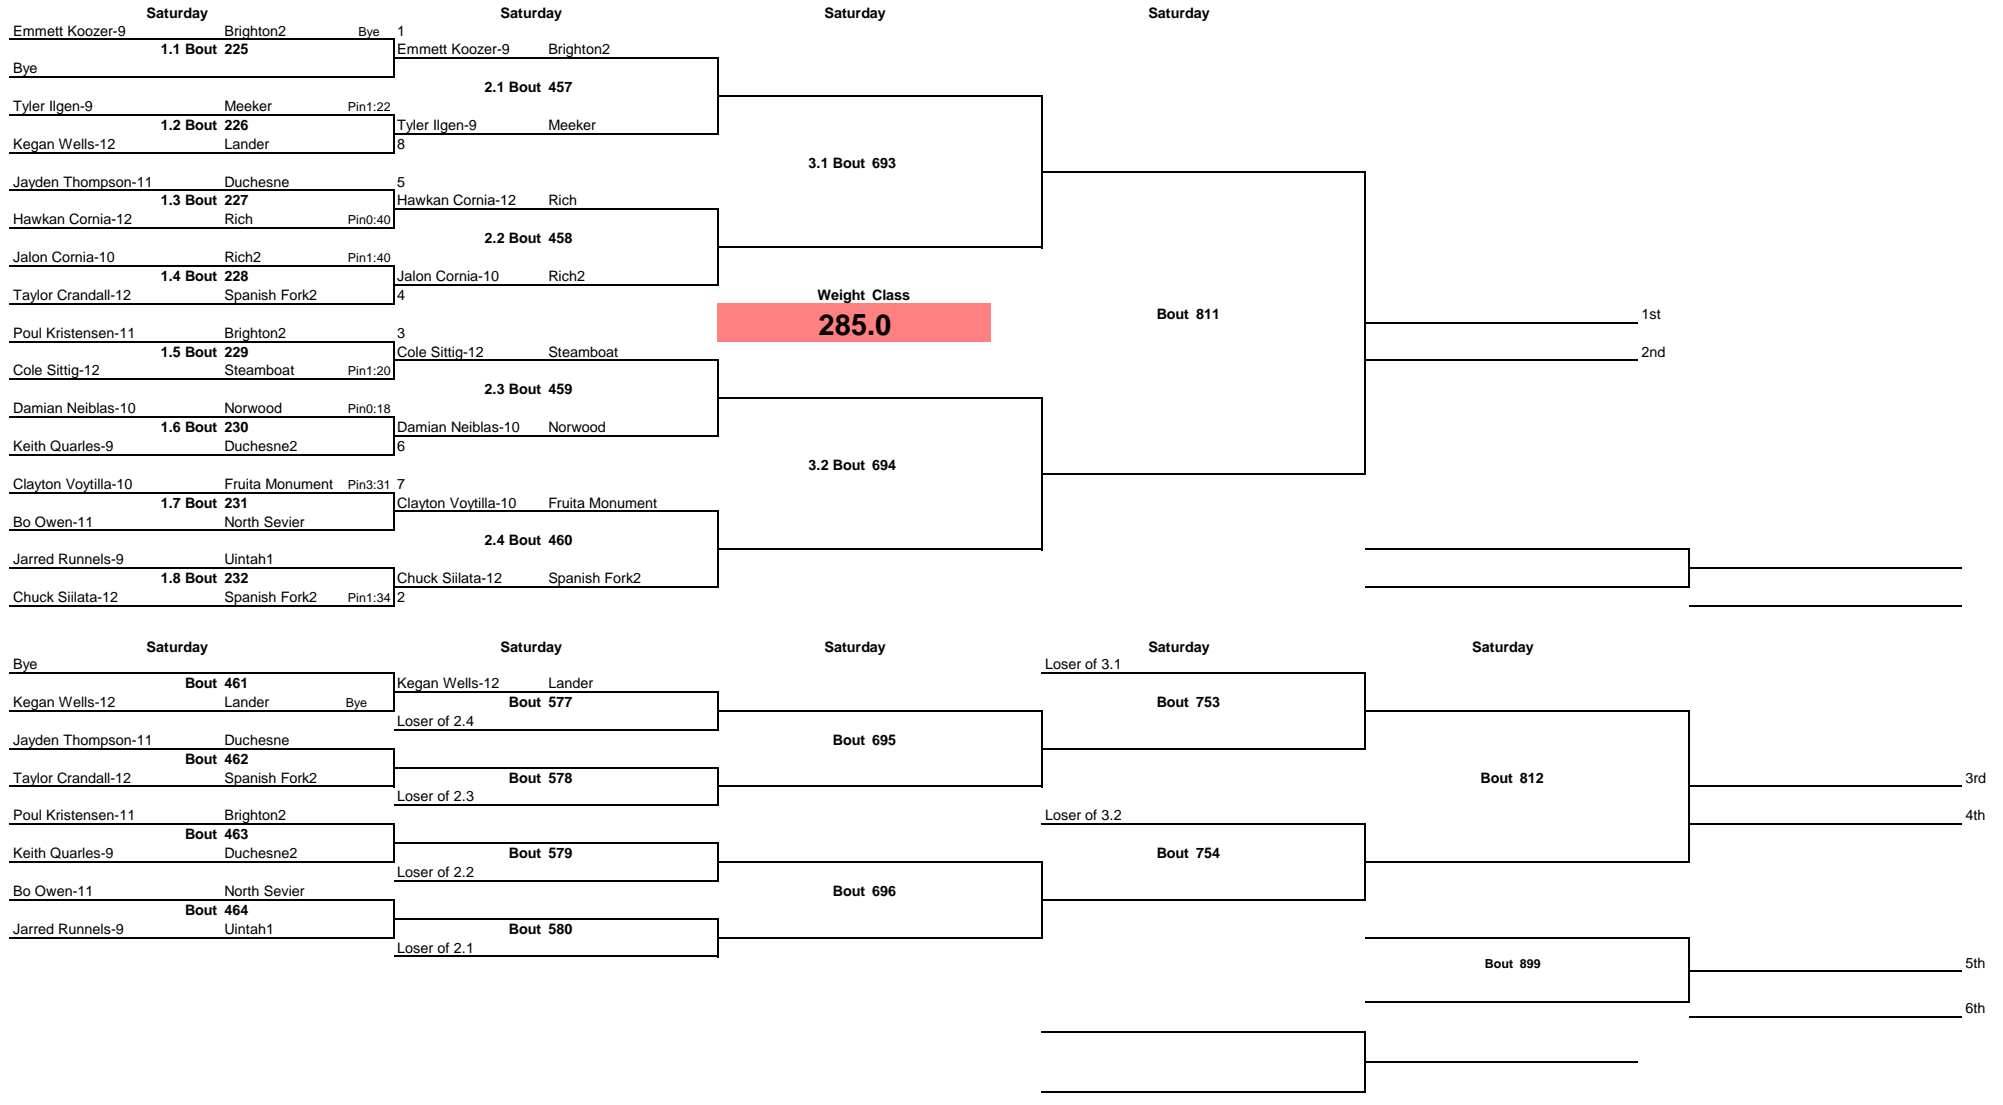 Saturday Saturday Saturday Saturday
Emmett Koozer-9 Brighton2 Bye 1
1.1 Bout 225 Emmett Koozer-9 Brighton2
Bye
2.1 Bout 457
Tyler Ilgen-9 Meeker Pin1:22
1.2 Bout 226 Tyler Ilgen-9 Meeker
Kegan Wells-12 Lander 8
3.1 Bout 693
Jayden Thompson-11 Duchesne 5
1.3 Bout 227 Hawkan Cornia-12 Rich
Hawkan Cornia-12 Rich Pin0:40
2.2 Bout 458
Jalon Cornia-10 Rich2 Pin1:40
1.4 Bout 228 Jalon Cornia-10 Rich2
Taylor Crandall-12 Spanish Fork2 4 Weight Class
285.0 Bout 811 1st
Poul Kristensen-11 Brighton2 3
1.5 Bout 229 Cole Sittig-12 Steamboat 2nd
Cole Sittig-12 Steamboat Pin1:20
2.3 Bout 459
Damian Neiblas-10 Norwood Pin0:18
1.6 Bout 230 Damian Neiblas-10 Norwood
Keith Quarles-9 Duchesne2 6
3.2 Bout 694
Clayton Voytilla-10 Fruita Monument Pin3:31 7
1.7 Bout 231 Clayton Voytilla-10 Fruita Monument
Bo Owen-11 North Sevier
2.4 Bout 460
Jarred Runnels-9 Uintah1
1.8 Bout 232 Chuck Siilata-12 Spanish Fork2
Chuck Siilata-12 Spanish Fork2 Pin1:34 2
Saturday Saturday Saturday Saturday Saturday
Bye Loser of 3.1
Bout 461 Kegan Wells-12 Lander
Kegan Wells-12 Lander Bye Bout 577 Bout 753
Loser of 2.4
Jayden Thompson-11 Duchesne Bout 695
Bout 462
Taylor Crandall-12 Spanish Fork2 Bout 578 Bout 812 3rd
Loser of 2.3
Poul Kristensen-11 Brighton2 Loser of 3.2 4th
Bout 463
Keith Quarles-9 Duchesne2 Bout 579 Bout 754
Loser of 2.2
Bo Owen-11 North Sevier Bout 696
Bout 464
Jarred Runnels-9 Uintah1 Bout 580
Loser of 2.1
Bout 899 5th
6th